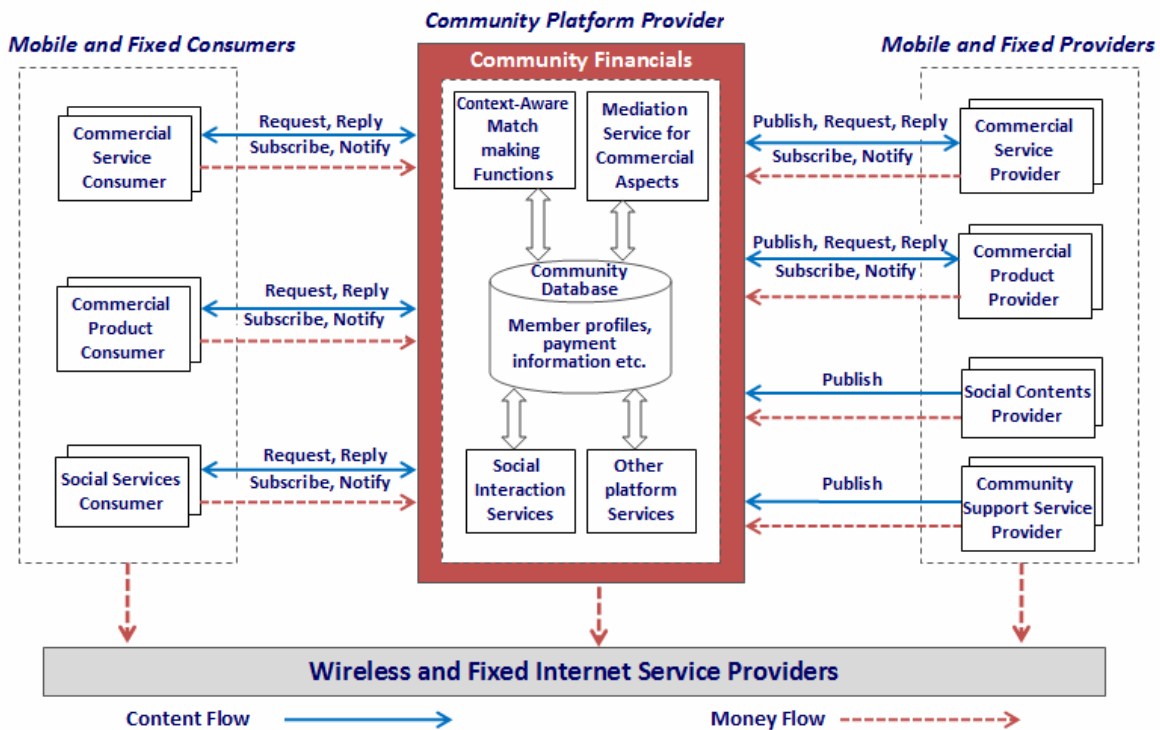 Community Platform Provider
Mobile and Fixed Consumers
Mobile and Fixed Providers
Community Financials
Commercial
Service
Consumer
Request, Reply
Subscribe, Notify
Context-Aware
Match
making
Functions
Mediation
Service for
Commercial
Aspects
Publish, Request, Reply
Subscribe, Notify
Commercial
Service
Provider
Commercial
Product
Consumer
Request, Reply
Subscribe, Notify
Community
Database
Member profiles,
payment
information etc.
Publish, Request, Reply
Subscribe, Notify
Commercial
Product
Provider
Publish
Social Contents
Provider
Social Services
Consumer
Request, Reply
Subscribe, Notify
Social
Interaction
Services
Other
platform
Services
Publish
Community
Support Service
Provider
Wireless and Fixed Internet Service Providers
Content Flow
Money Flow